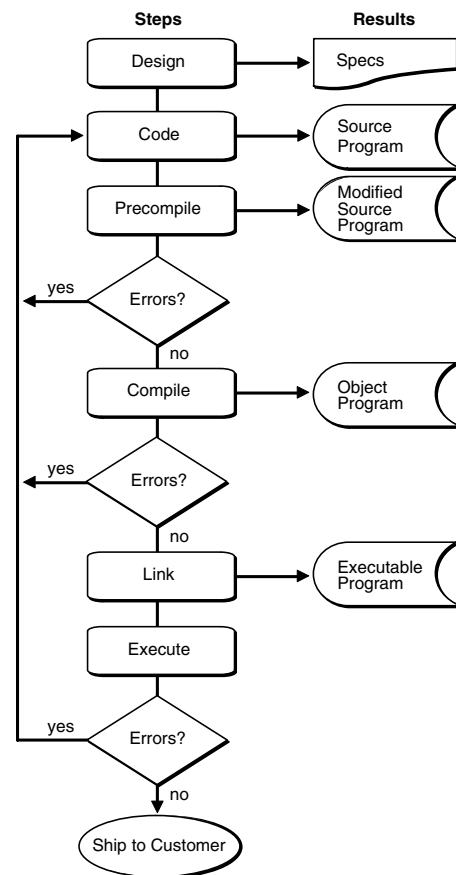 Steps
Results
Design
Specs
Code
Source
Program
Precompile
Modified
Source
Program
Errors?
yes
no
Compile
Object
Program
Errors?
yes
no
Link
Executable
Program
Execute
Errors?
yes
no
Ship to Customer